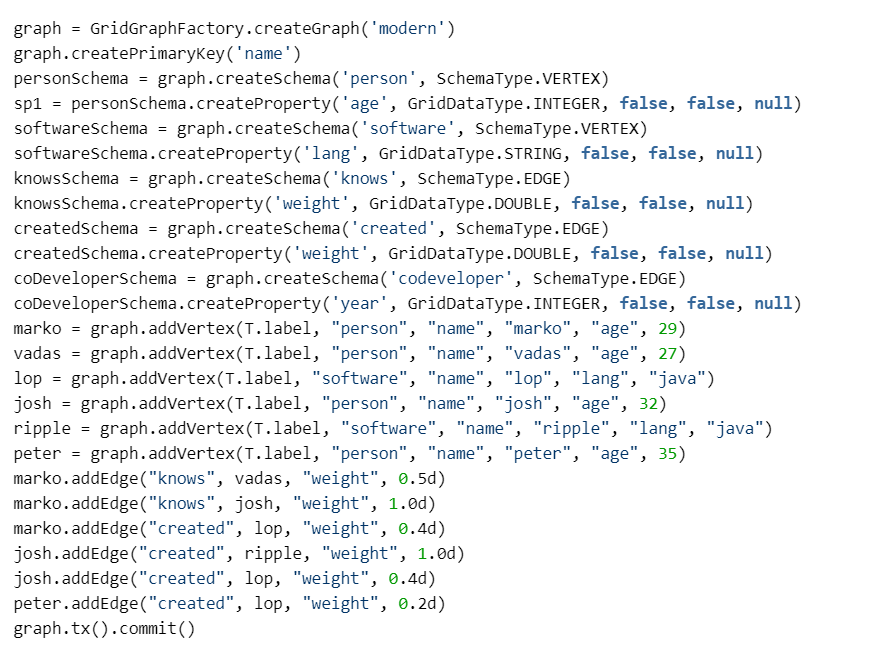 graph = GridGraphFactory.createGraph('modern')
graph.createPrimaryKey('name')
personSchema = graph.createSchema('person', SchemaType.VERTEX)
sp1 = personSchema.createProperty('age', GridDataType.INTEGER, false, false, null)
softwareSchema = graph.createSchema('software', SchemaType.VERTEX)
softwareSchema.createProperty('lang', GridDataType.STRING, false, false, null)
knowsSchema = graph.createSchema('knows', SchemaType.EDGE)
knowsSchema.createProperty('weight', GridDataType.DOUBLE, false, false, null)
createdSchema = graph.createSchema('created', SchemaType.EDGE)
createdSchema.createProperty('weight', GridDataType.DOUBLE, false, false, null)
coDeveloperSchema = graph.createSchema('codeveloper', SchemaType.EDGE)
coDeveloperSchema.createProperty('year', GridDataType.INTEGER, false, false, null)
marko = graph.addVertex(T.label, "person", "name", "marko", "age", 29)
vadas = graph.addVertex(T.label, "person", "name", "vadas", "age", 27)
lop = graph.addVertex(T.label, "software", "name", "lop", "lang", "java")
josh = graph.addVertex(T.label, "person", "name", "josh", "age", 32)
ripple = graph.addVertex(T.label, "software", "name", "ripple", "lang", "java")
peter = graph.addVertex(T.label, "person", "name", "peter", "age", 35)
marko.addEdge("knows", vadas, "weight", 0.5d)
marko.addEdge("knows", josh, "weight", 1.0d)
marko.addEdge("created", lop, "weight", 0.4d)
josh.addEdge("created", ripple, "weight", 1.0d)
josh.addEdge("created", lop, "weight", 0.4d)
peter.addEdge("created", lop, "weight", 0.2d)
graph.tx().commit()